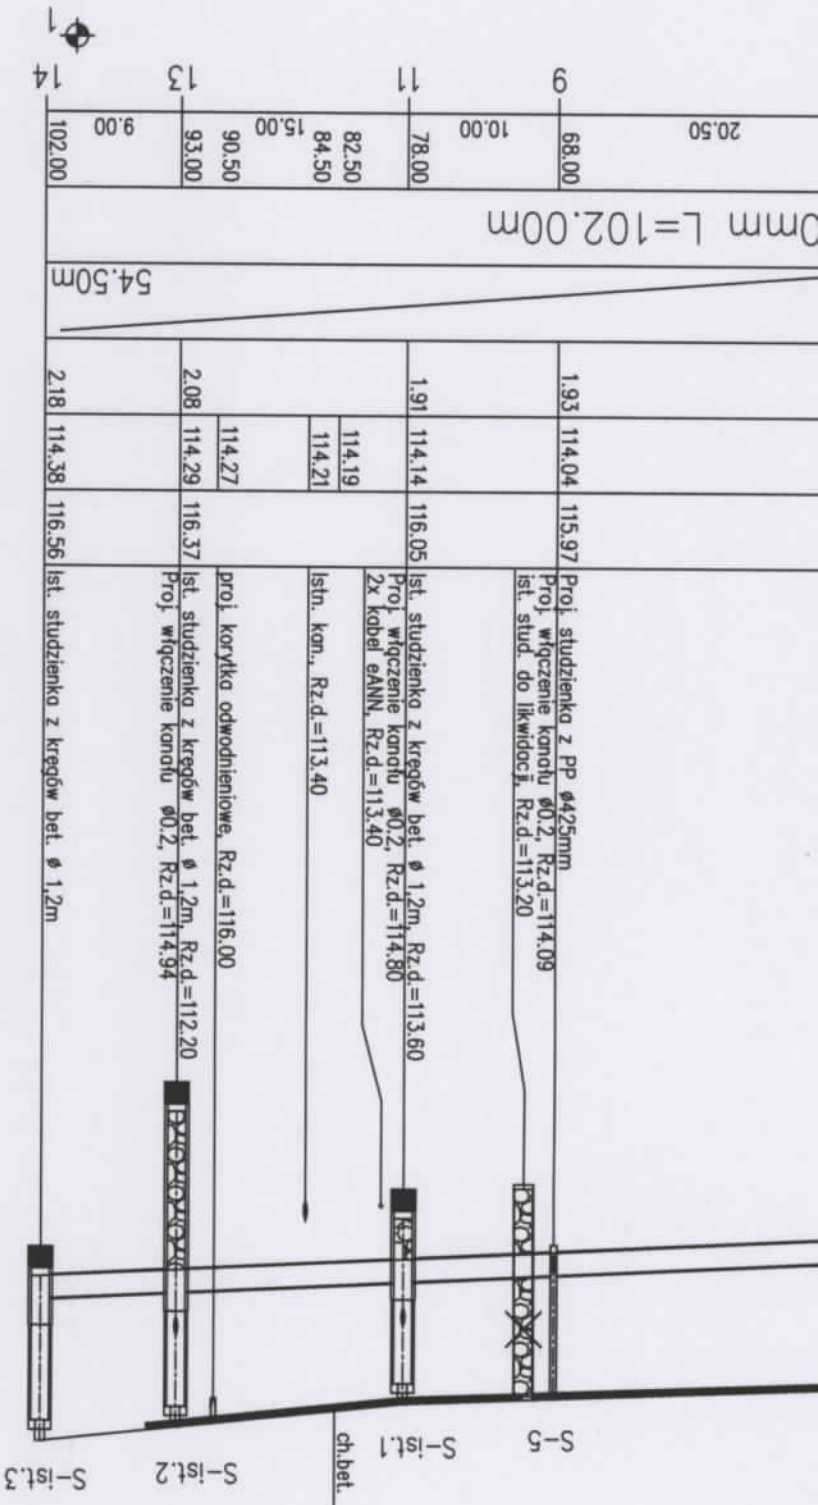 S-ist.3
S-ist.2
ch.bet.
S-ist.1
S-5
Ist. studzienka z kręgów bet. ø 1,2m
Ist. studzienka z kręgów bet. ø 1,2m, Rz.d.=112.20
Proj. włączenie kanału ø0.2, Rz.d.=114.94
proj. korytka odwodnieniowe, Rz.d.=116.00
Istn. kan., Rz.d.=113.40
Ist. studzienka z kręgów bet. ø 1,2m, Rz.d.=113.60
Proj. włączenie kanału ø0.2, Rz.d.=114.80
2x kabel eANN, Rz.d.=113.40
Proj. studzienka z PP ø425mm
Proj. włączenie kanału ø0.2, Rz.d.=114.09
ist. stud. do likwidacji, Rz.d.=113.20
116.56
116.37
116.05
115.97
114.38
114.29
114.27
114.21
114.19
114.14
114.04
2.18
2.08
1.91
1.93
54.50m
0mm L=102.00m
102.00
9.00
93.00
90.50
15.00
84.50
82.50
78.00
10.00
68.00
20.50
14
13
11
6
1